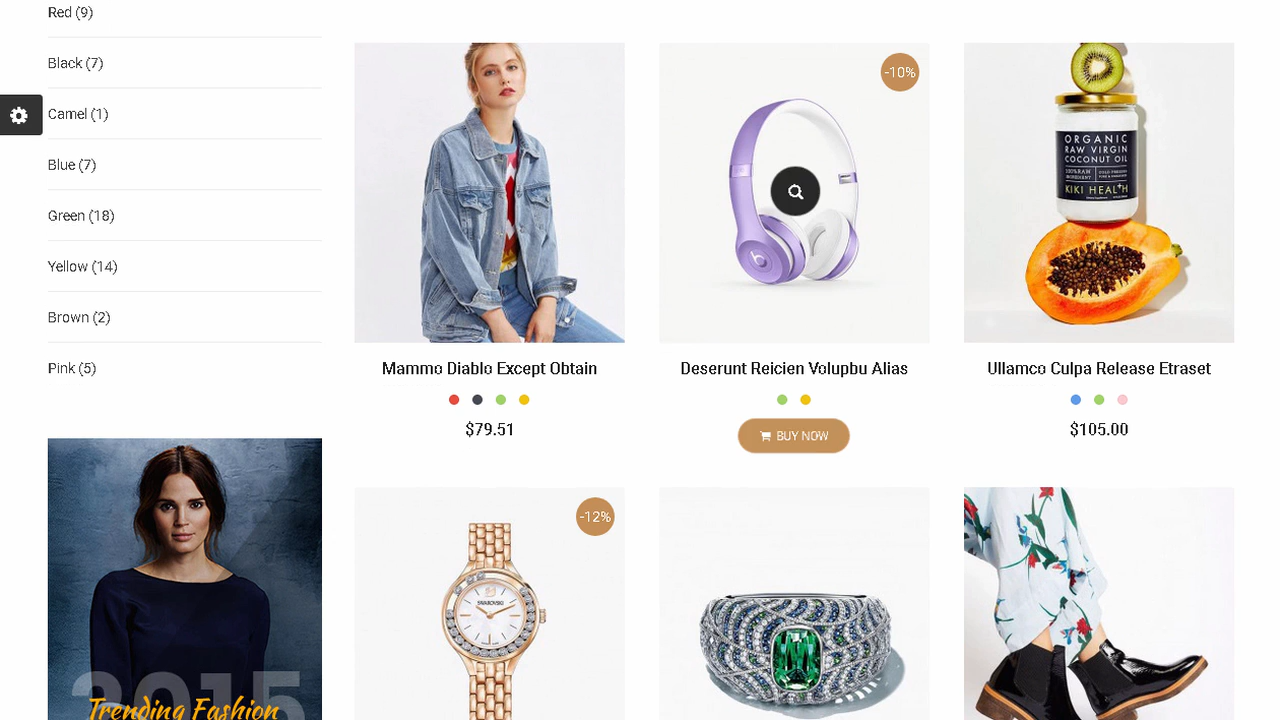 Red (9)
Black (7)
Camel (1)
Blue (7)
Green (18)
Yellow (14)
Brown (2)
Pink (5)
2015
Trending Fashion
-10%
ORGANIC
RAW VIRGIN
COCONUT OIL
KIKI HEALTH
Mammo Diablo Except Obtain
Deserunt Reicien Volupbu Alias
Ullamco Culpa Release Etraset
$79.51
BUY NOW
$105.00
-12%
SWAROVSKI